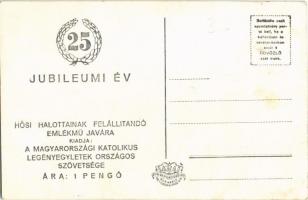 25
JUBILEUMI ÉV
HŐSI HALOTTAINAK FELÁLLITANDÓ
EMLÉKMŰ JAVÁRA
KIADJA:
A MAGYARORSZÁGI KATOLIKUS
LEGÉNYEGYLETEK ORSZÁGOS
SZÖVETSÉGE
ÁRA: 1 PENGŐ